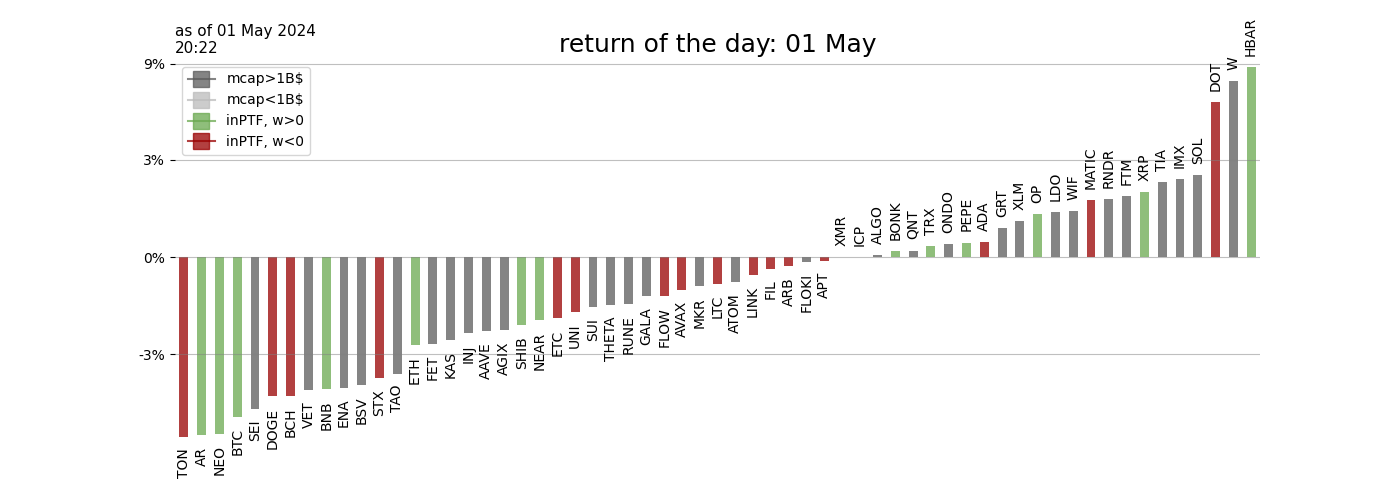 as of 01 May 2024
20:22
return of the day: 01 May
9%
3%
0%
-3%
mcap>1B$
mcap<1B$
inPTF, w>0
inPTF, w<0
TON
AR
NEO
BTC
SEI
DOGE
BCH
VET
BNB
ENA
BSV
STX
TAO
ETH
FET
KAS
INJ
AAVE
AGIX
SHIB
NEAR
ETC
UNI
SUI
THETA
RUNE
GALA
FLOW
AVAX
MKR
LTC
ATOM
LINK
FIL
ARB
FLOKI
APT
XMR
ICP
ALGO
BONK
QNT
TRX
ONDO
PEPE
ADA
GRT
XLM
OP
LDO
WIF
MATIC
RNDR
FTM
XRP
TIA
IMX
SOL
DOT
W
HBAR